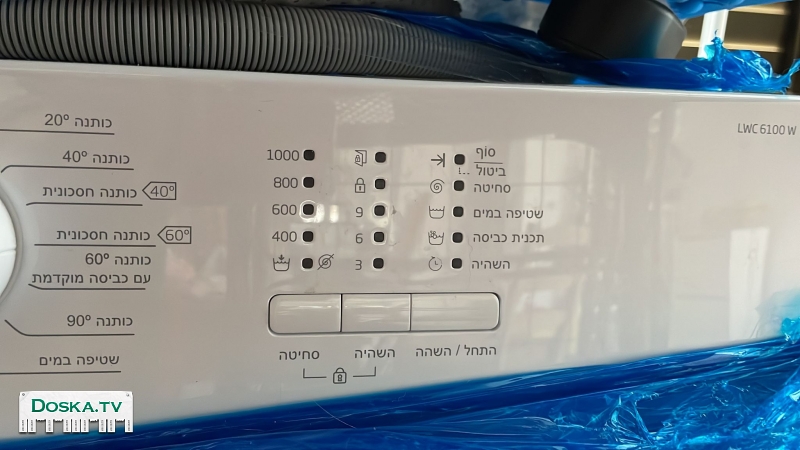 LWC 6100 W
כותנה 20°
כותנה 40°
כותנה חסכונית 40°
כותנה חסכונית 60°
כותנה 60°
עם כביסה מוקדמת
כותנה 90°
שטיפה במים
1000
800
600
400
9
6
3
סוף
ביטול
סחיטה
שטיפה במים
תכנית כביסה
השהיה
סחיטה
השהיה
התחל / השהה
DOSKA.TV